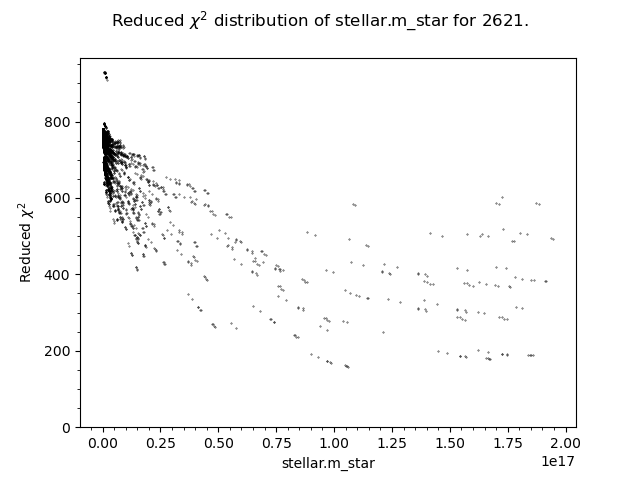 Reduced χ² distribution of stellar.m_star for 2621.
Reduced χ²
800
600
400
200
0
0.00 0.25 0.50 0.75 1.00 1.25 1.50 1.75 2.00
1e17
stellar.m_star